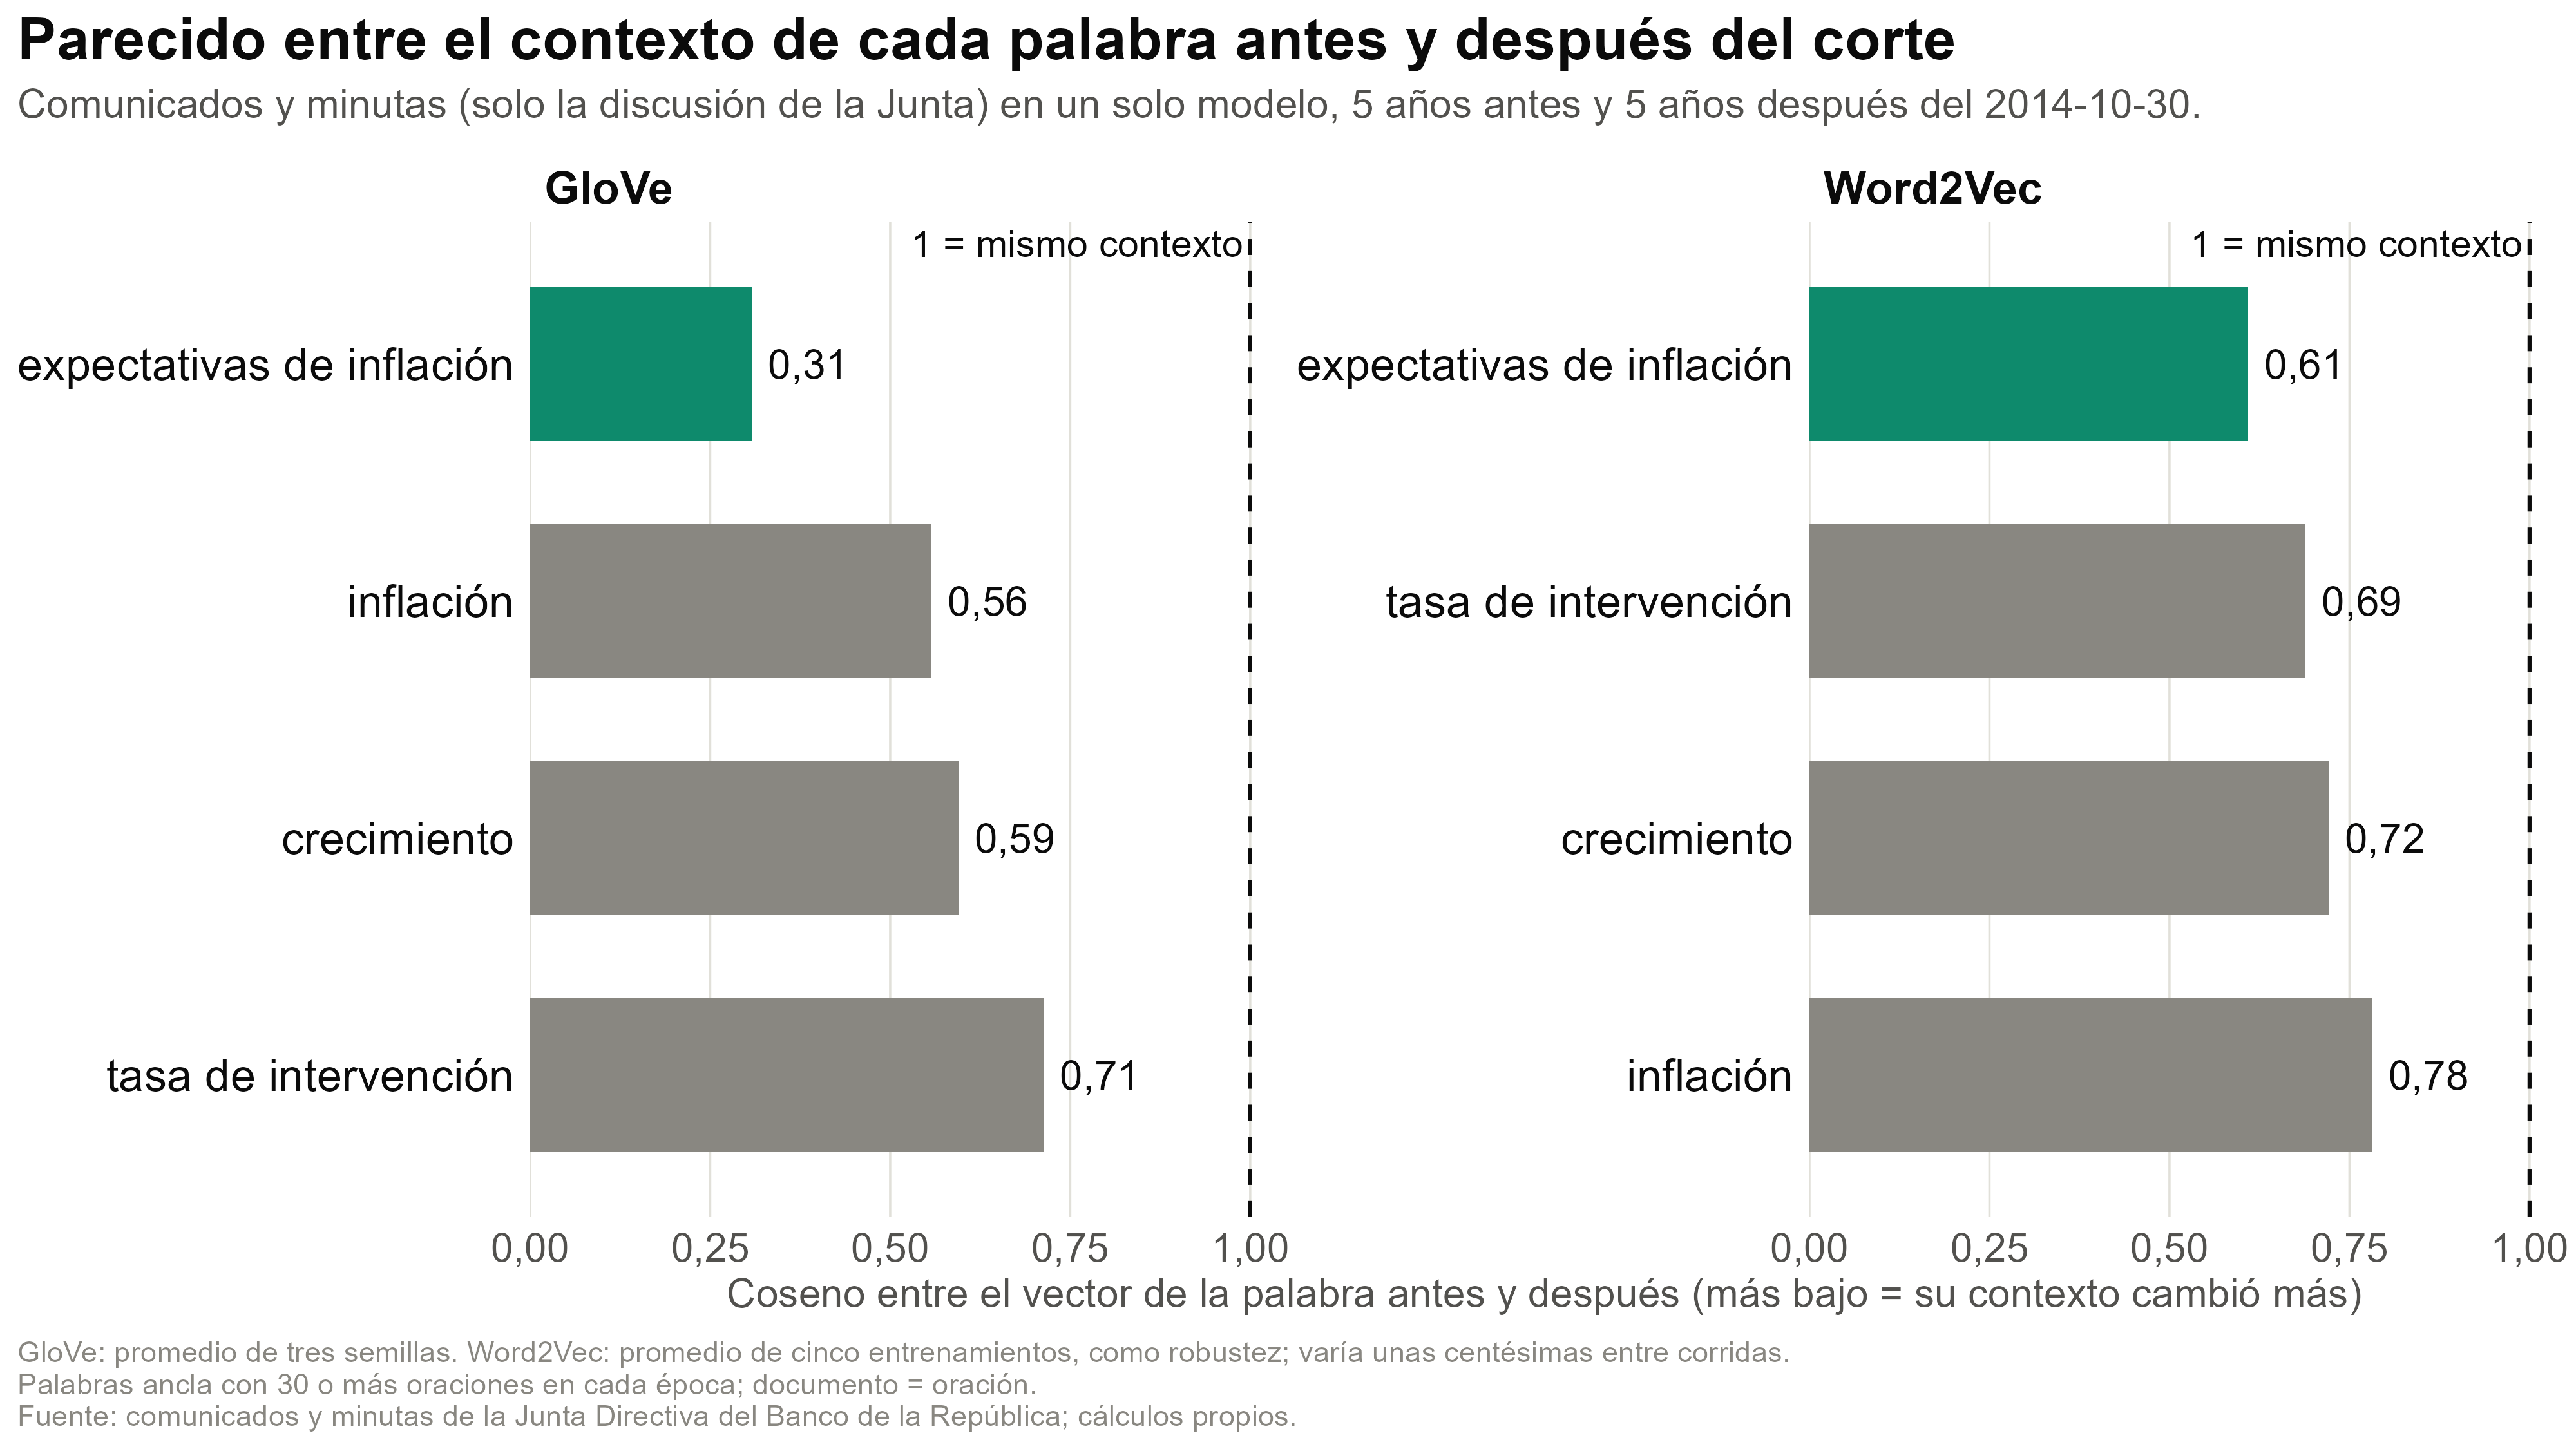 Parecido entre el contexto de cada palabra antes y después del corte
Comunicados y minutas (solo la discusión de la Junta) en un solo modelo, 5 años antes y 5 años después del 2014-10-30.
GloVe
1 = mismo contexto
expectativas de inflación
0,31
inflación
0,56
crecimiento
0,59
tasa de intervención
0,71
0,00 0,25 0,50 0,75 1,00
Word2Vec
1 = mismo contexto
expectativas de inflación
0,61
tasa de intervención
0,69
crecimiento
0,72
inflación
0,78
0,00 0,25 0,50 0,75 1,00
Coseno entre el vector de la palabra antes y después (más bajo = su contexto cambió más)
GloVe: promedio de tres semillas. Word2Vec: promedio de cinco entrenamientos, como robustez; varía unas centésimas entre corridas.
Palabras ancla con 30 o más oraciones en cada época; documento = oración.
Fuente: comunicados y minutas de la Junta Directiva del Banco de la República; cálculos propios.